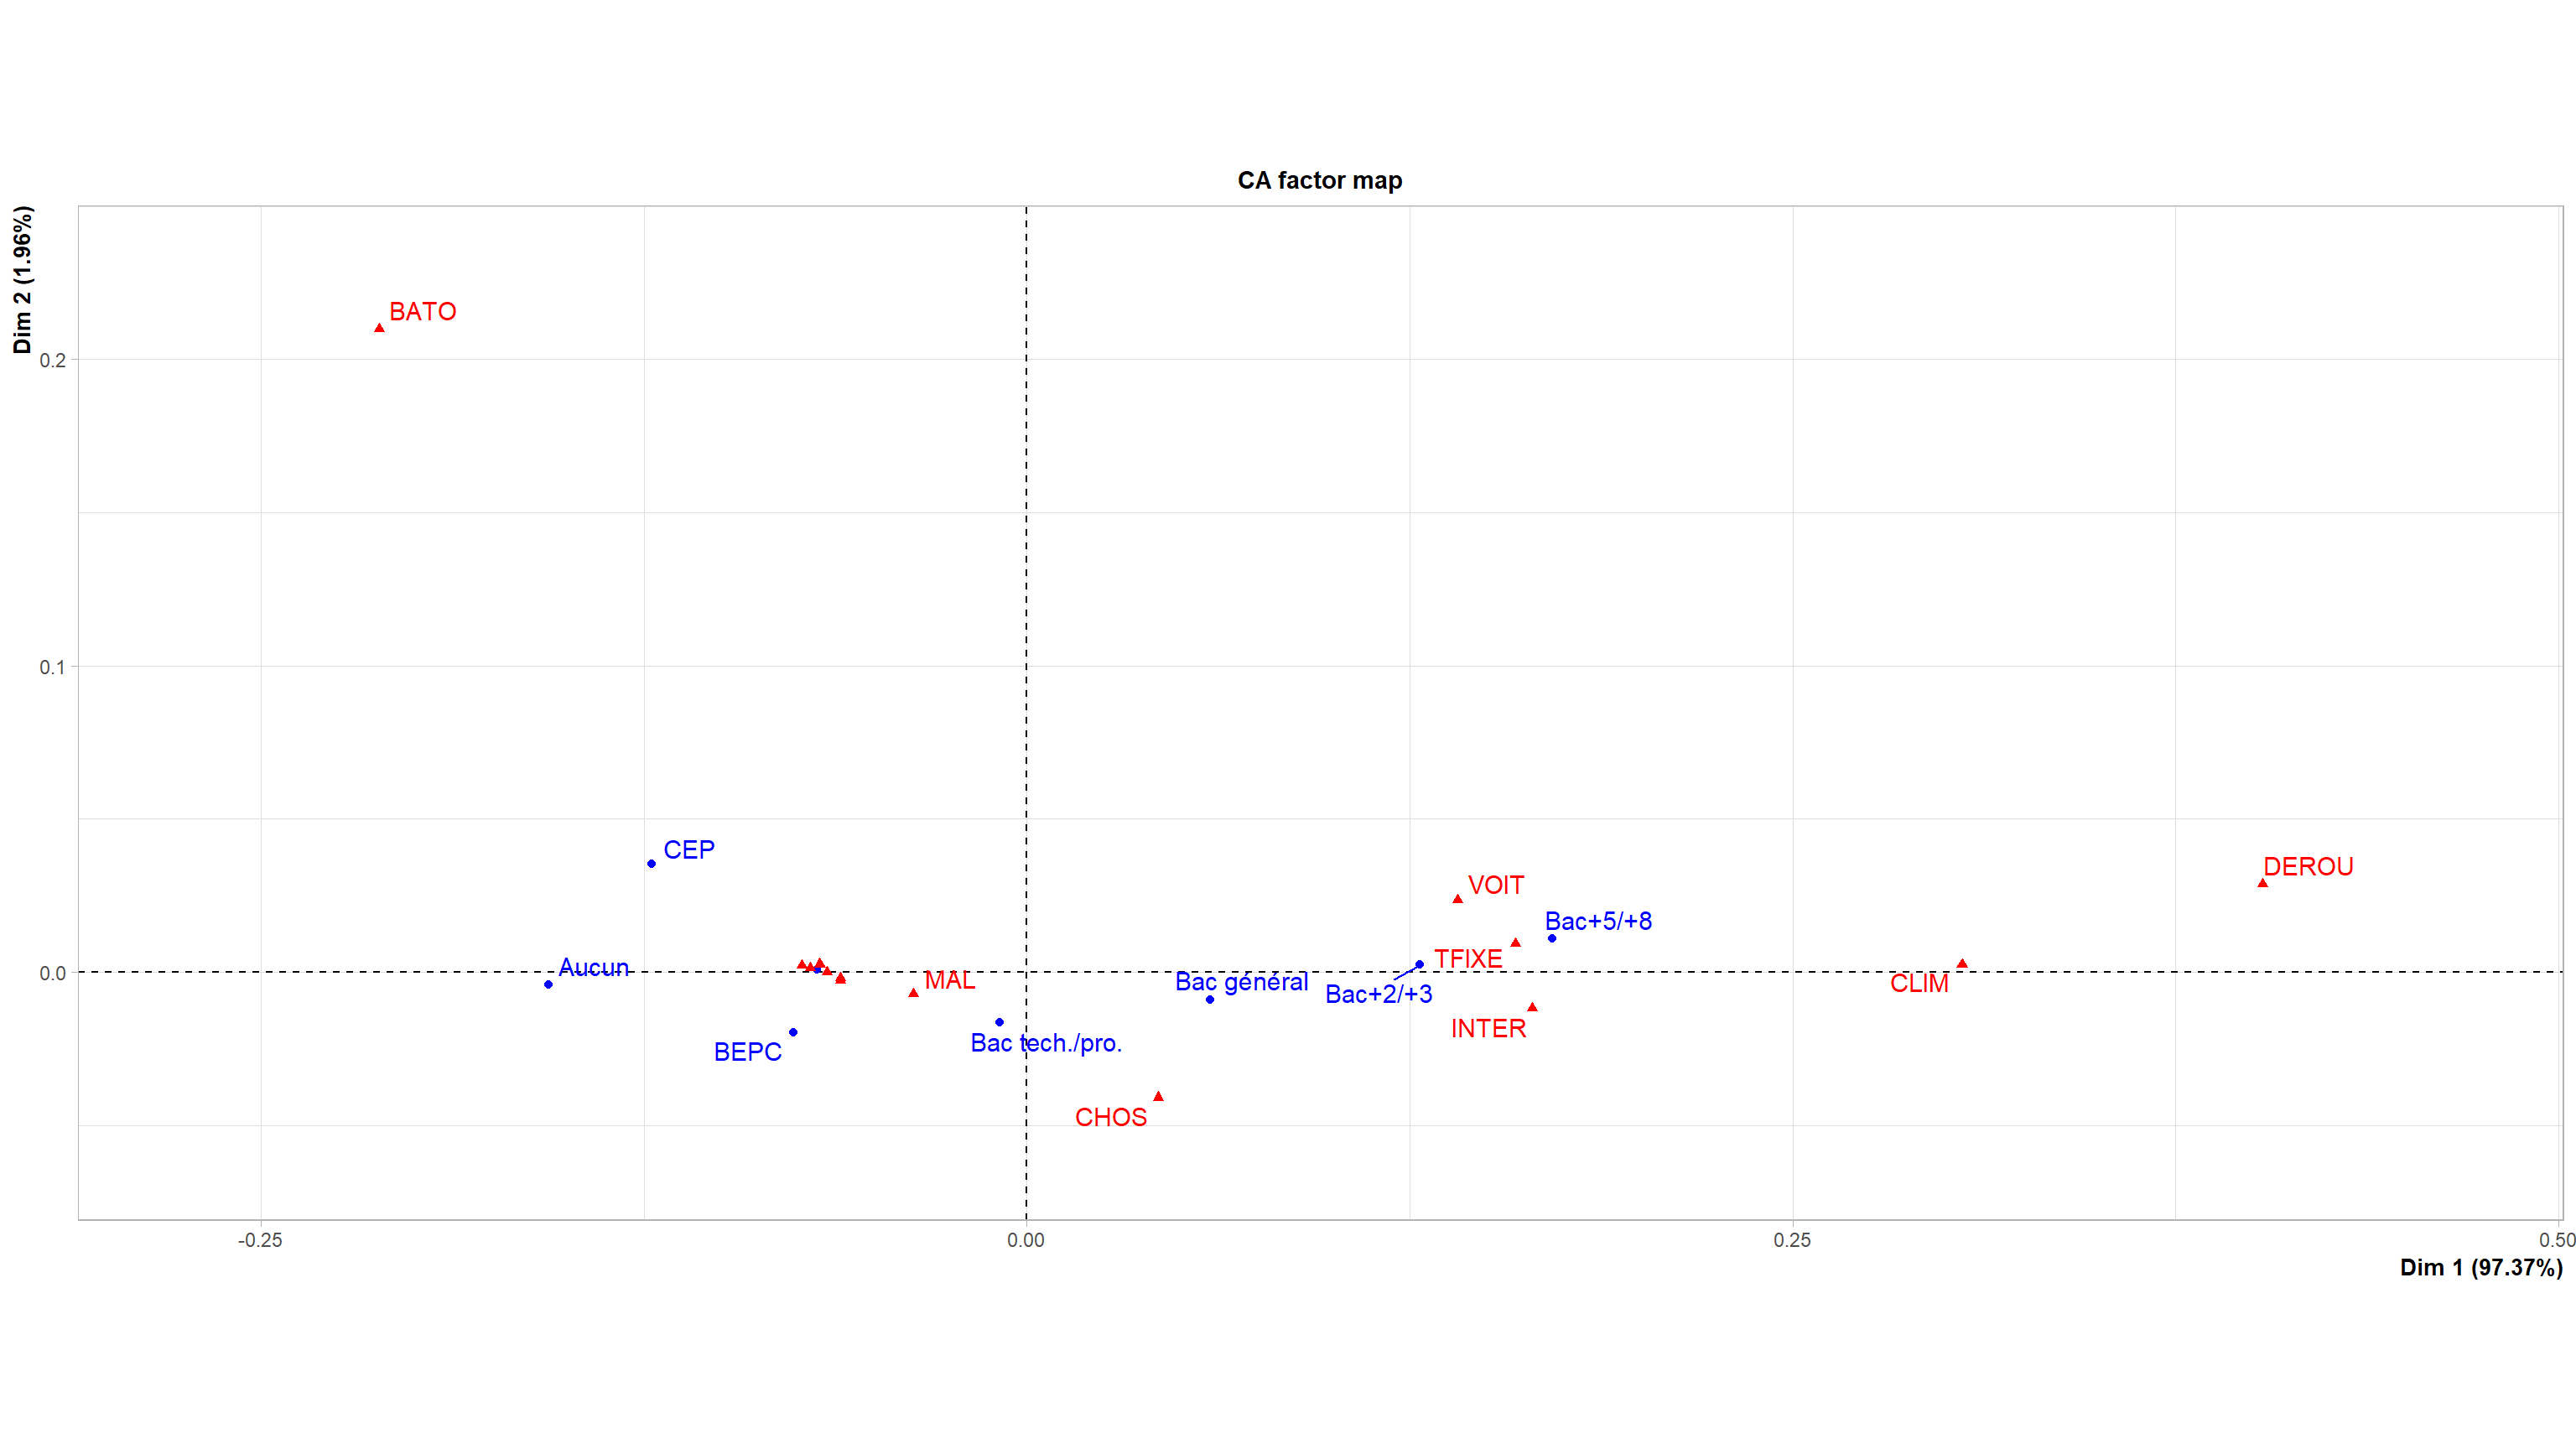 CA factor map
Dim 2 (1.96%)
BATO
0.2
0.1
CEP
DEROU
VOIT
Bac+5/+8
TFIXE
Aucun
0.0
MAL
Bac général
CLIM
Bac+2/+3
INTER
Bac tech./pro.
BEPC
CHOS
-0.25
0.00
0.25
0.50
Dim 1 (97.37%)